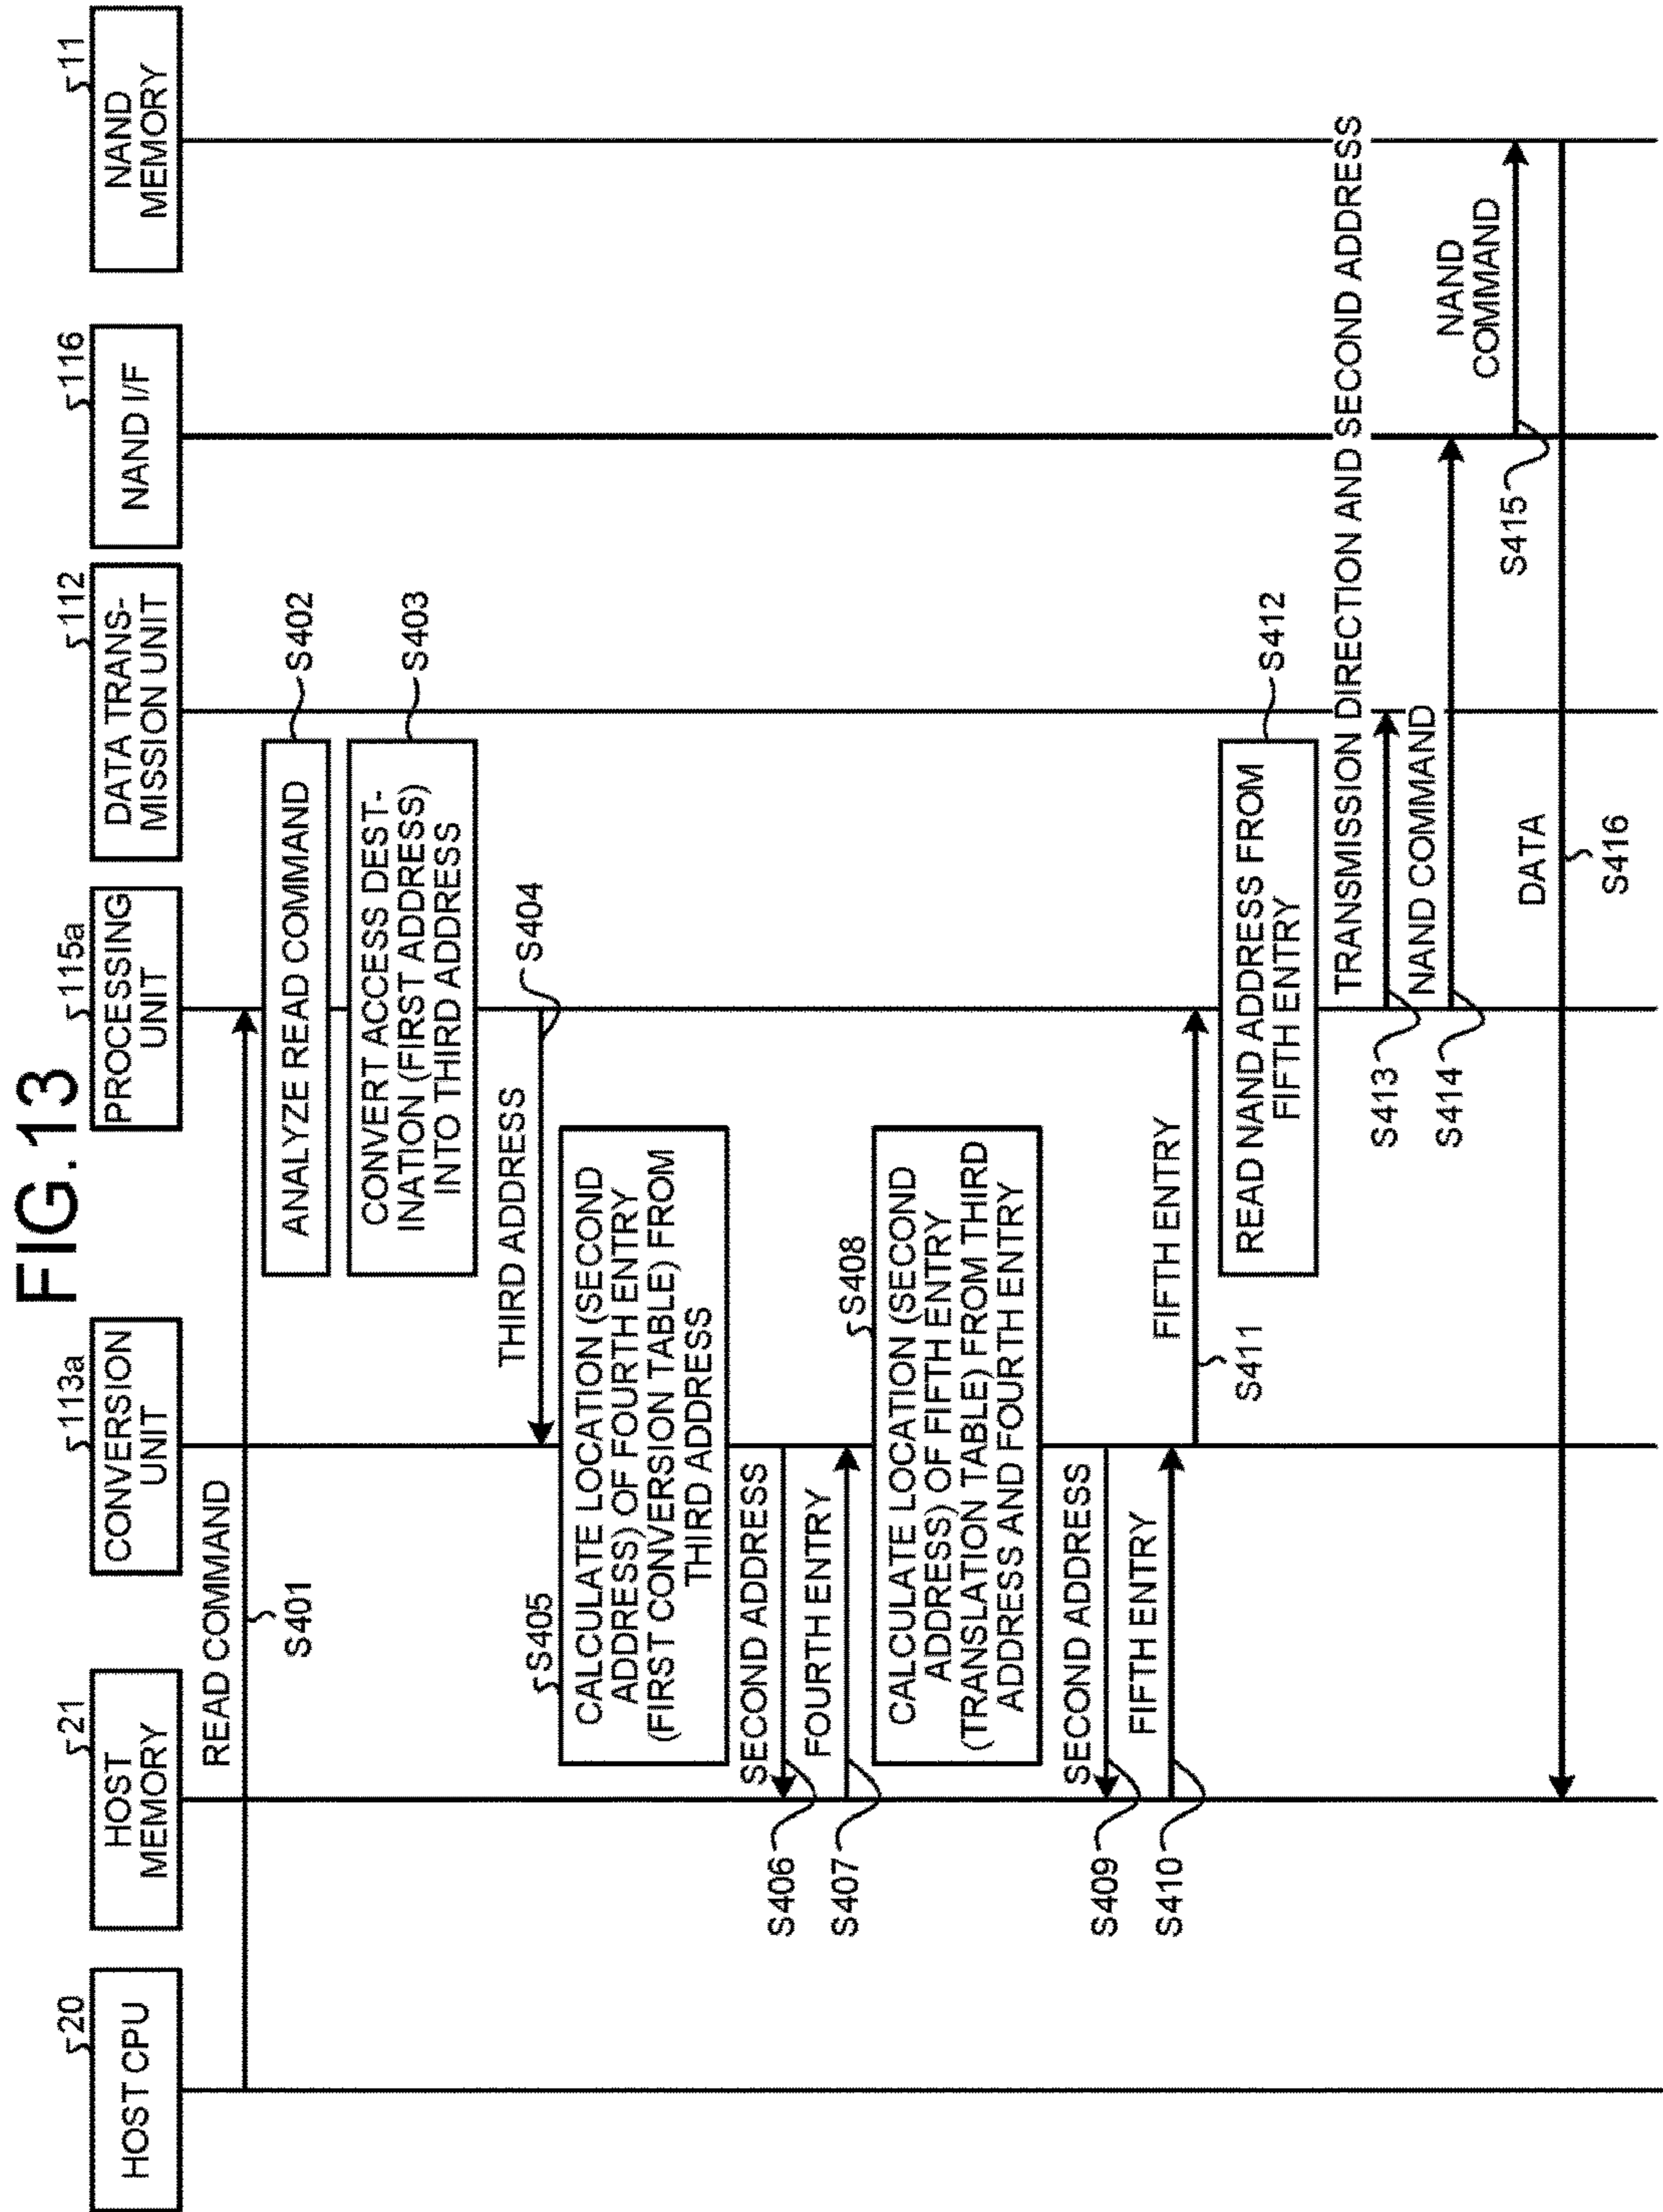 FIG.13
20
HOST CPU
21
HOST
MEMORY
113a
CONVERSION
UNIT
115a
PROCESSING
UNIT
112
DATA TRANS-
MISSION UNIT
116
NAND I/F
11
NAND
MEMORY
READ COMMAND
S401
ANALYZE READ COMMAND
S402
CONVERT ACCESS DEST-
INATION (FIRST ADDRESS)
INTO THIRD ADDRESS
S403
THIRD ADDRESS
S404
S405
CALCULATE LOCATION (SECOND
ADDRESS) OF FOURTH ENTRY
(FIRST CONVERSION TABLE) FROM
THIRD ADDRESS
SECOND ADDRESS
S406
FOURTH ENTRY
S407
S408
CALCULATE LOCATION (SECOND
ADDRESS) OF FIFTH ENTRY
(TRANSLATION TABLE) FROM THIRD
ADDRESS AND FOURTH ENTRY
SECOND ADDRESS
S409
FIFTH ENTRY
S410
FIFTH ENTRY
S411
READ NAND ADDRESS FROM
FIFTH ENTRY
S412
TRANSMISSION DIRECTION AND SECOND ADDRESS
S413
NAND COMMAND
S414
NAND
COMMAND
S415
DATA
S416